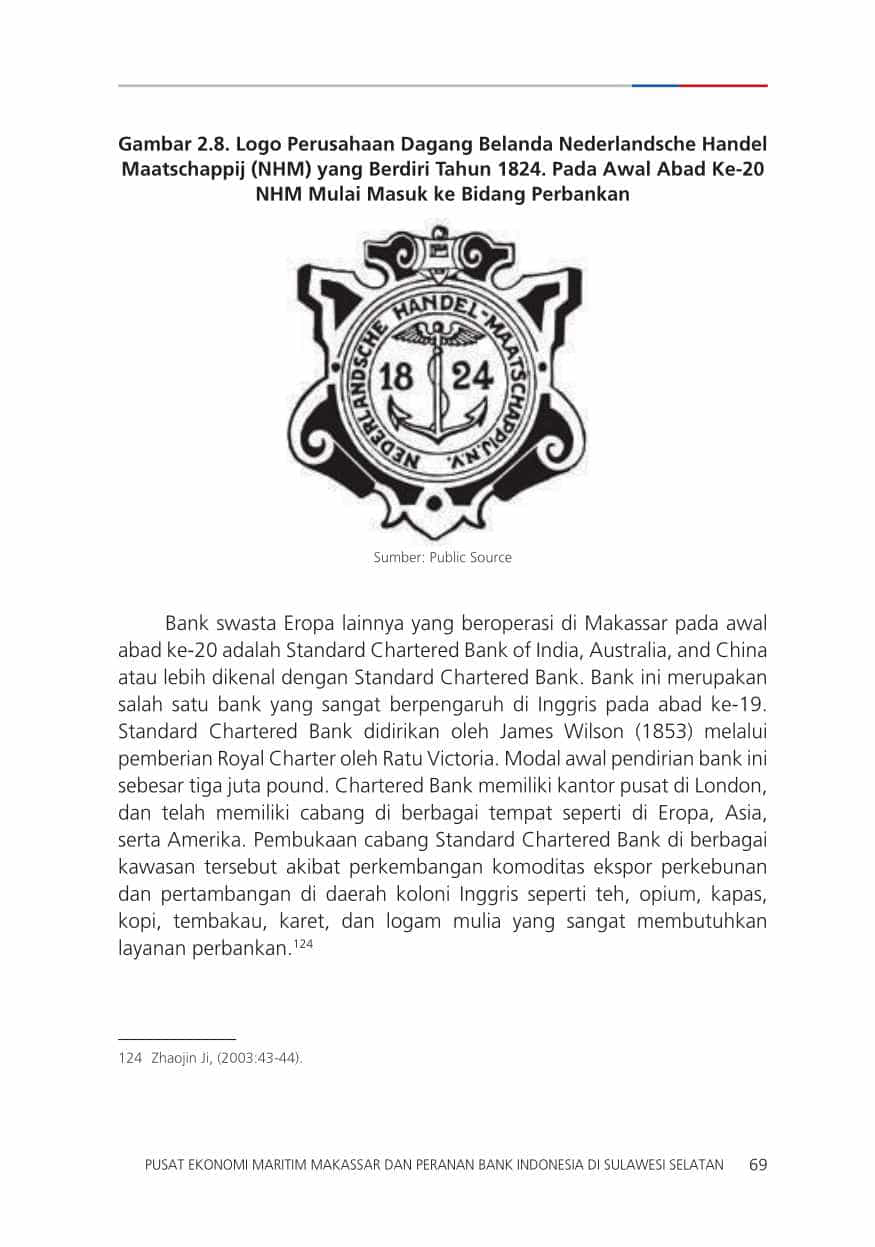 Gambar 2.8. Logo Perusahaan Dagang Belanda Nederlandsche Handel
Maatschappij (NHM) yang Berdiri Tahun 1824. Pada Awal Abad Ke-20
NHM Mulai Masuk ke Bidang Perbankan
NEDERLANDSCHE HANDEL-MAATSCHAPPIJ, N.V.
18 24
Sumber: Public Source
Bank swasta Eropa lainnya yang beroperasi di Makassar pada awal
abad ke-20 adalah Standard Chartered Bank of India, Australia, and China
atau lebih dikenal dengan Standard Chartered Bank. Bank ini merupakan
salah satu bank yang sangat berpengaruh di Inggris pada abad ke-19.
Standard Chartered Bank didirikan oleh James Wilson (1853) melalui
pemberian Royal Charter oleh Ratu Victoria. Modal awal pendirian bank ini
sebesar tiga juta pound. Chartered Bank memiliki kantor pusat di London,
dan telah memiliki cabang di berbagai tempat seperti di Eropa, Asia,
serta Amerika. Pembukaan cabang Standard Chartered Bank di berbagai
kawasan tersebut akibat perkembangan komoditas ekspor perkebunan
dan pertambangan di daerah koloni Inggris seperti teh, opium, kapas,
kopi, tembakau, karet, dan logam mulia yang sangat membutuhkan
layanan perbankan.124
124 Zhaojin Ji, (2003:43-44).
PUSAT EKONOMI MARITIM MAKASSAR DAN PERANAN BANK INDONESIA DI SULAWESI SELATAN 69